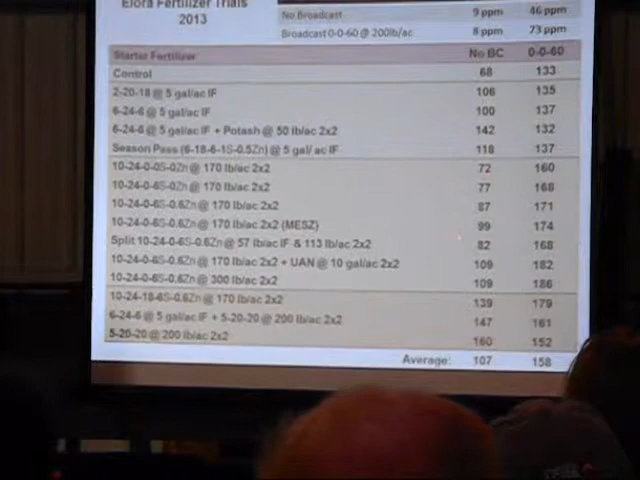 Elora Fertilizer Trials
2013
No Broadcast 9 ppm 46 ppm
Broadcast 0-0-60 @ 200lb/ac 8 ppm 73 ppm
Starter Fertilizer No BC 0-0-60
Control 68 133
2-20-18 @ 5 gal/ac IF 106 135
6-24-6 @ 5 gal/ac IF 100 137
6-24-6 @ 5 gal/ac IF + Potash @ 50 lb/ac 2x2 142 132
Season Pass (6-18-6-1S-0.5Zn) @ 5 gal/ ac IF 118 137
10-24-0-0S-0Zn @ 170 lb/ac 2x2 72 160
10-24-0-6S-0Zn @ 170 lb/ac 2x2 77 168
10-24-0-6S-0.6Zn @ 170 lb/ac 2x2 87 171
10-24-0-6S-0.6Zn @ 170 lb/ac 2x2 (MESZ) 99 174
Split 10-24-0-6S-0.6Zn @ 57 lb/ac IF & 113 lb/ac 2x2 82 168
10-24-0-6S-0.6Zn @ 170 lb/ac 2x2 + UAN @ 10 gal/ac 2x2 109 182
10-24-0-6S-0.6Zn @ 300 lb/ac 2x2 109 186
10-24-18-6S-0.6Zn @ 170 lb/ac 2x2 139 179
6-24-6 @ 5 gal/ac IF + 5-20-20 @ 200 lb/ac 2x2 147 161
5-20-20 @ 200 lb/ac 2x2 160 152
Average: 107 158